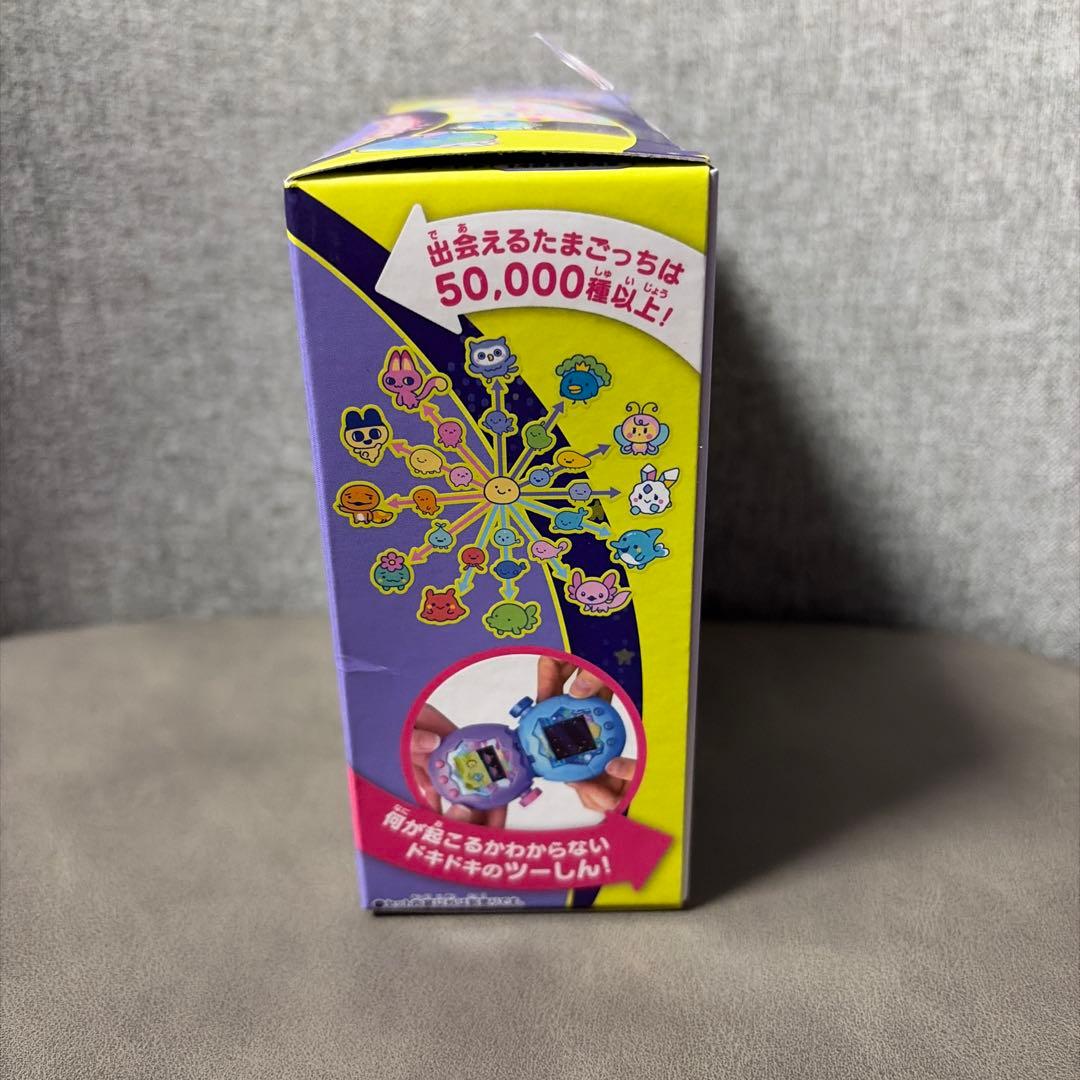 出会えるたまごっちは
50,000種以上!
何が起こるかわからない
ドキドキのツーしん!